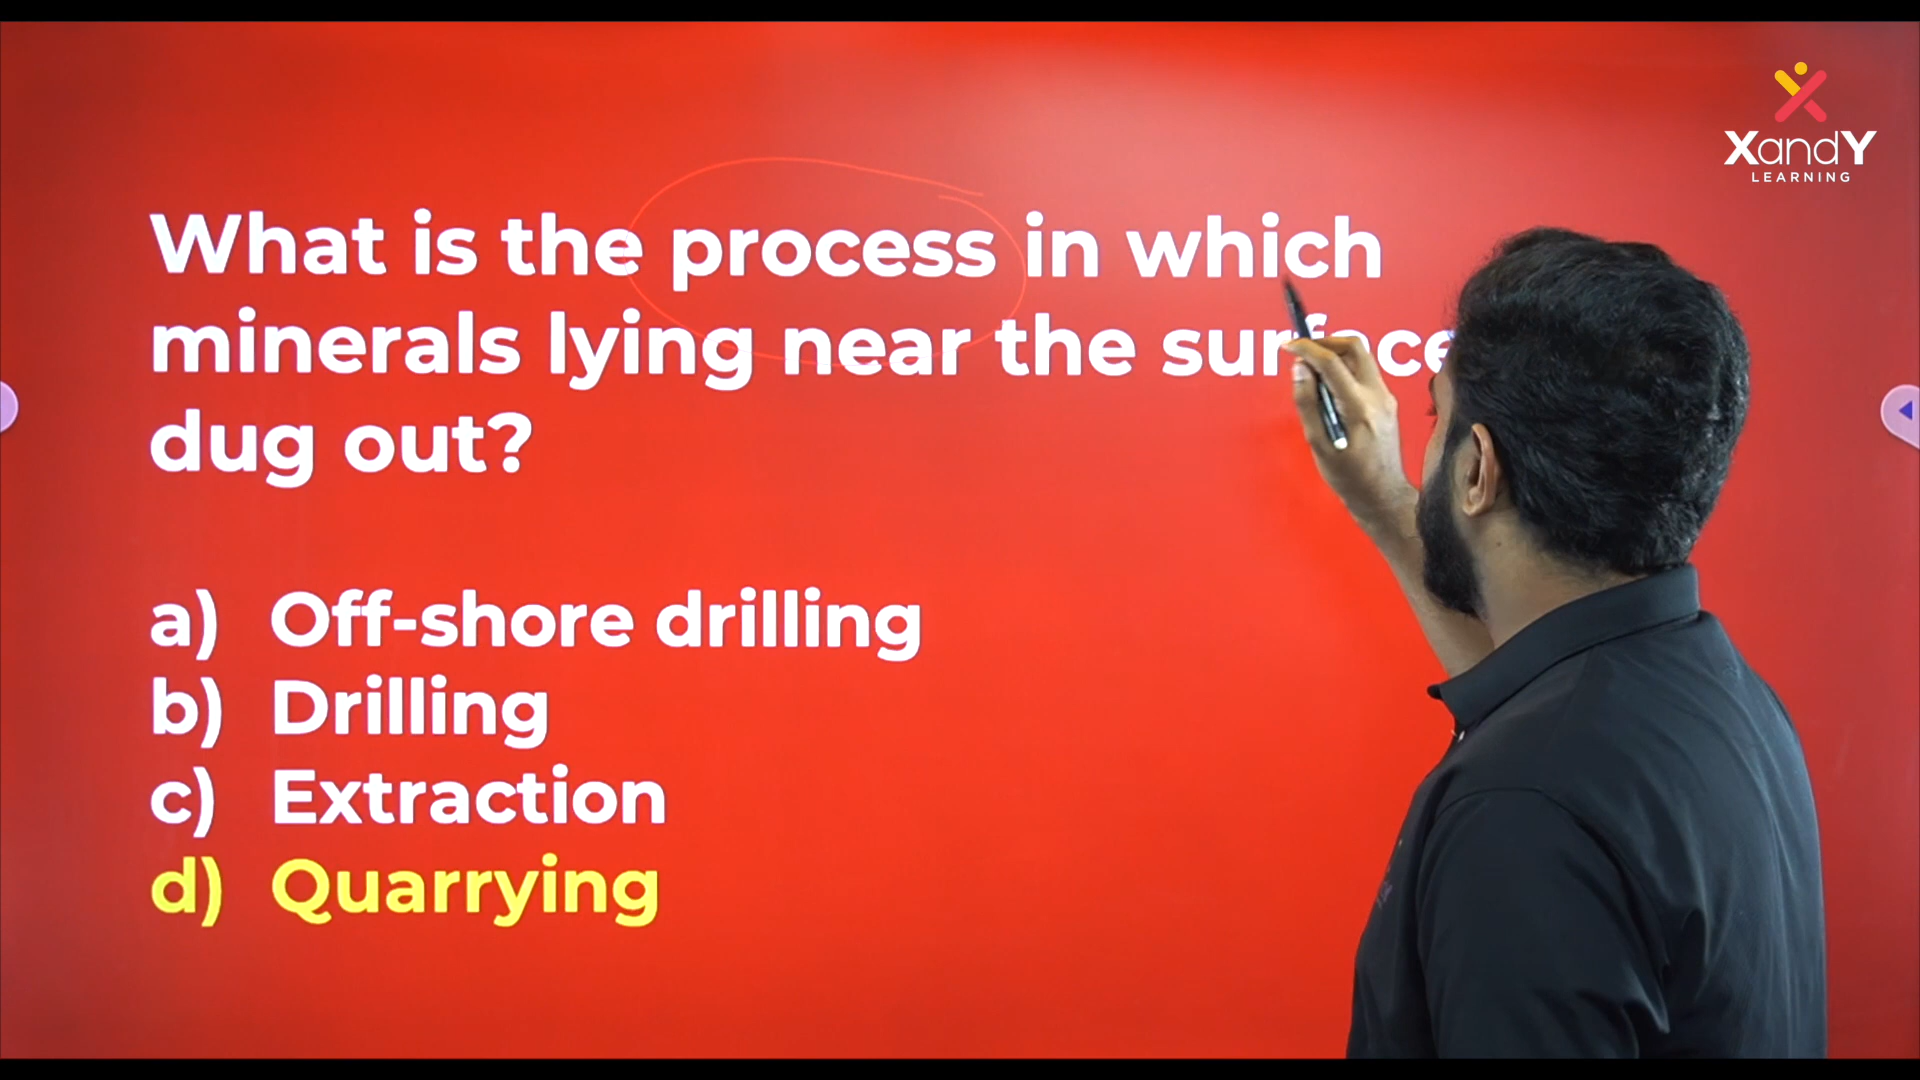 XandY
LEARNING
What is the process in which
minerals lying near the surface
dug out?
a) Off-shore drilling
b) Drilling
c) Extraction
d) Quarrying